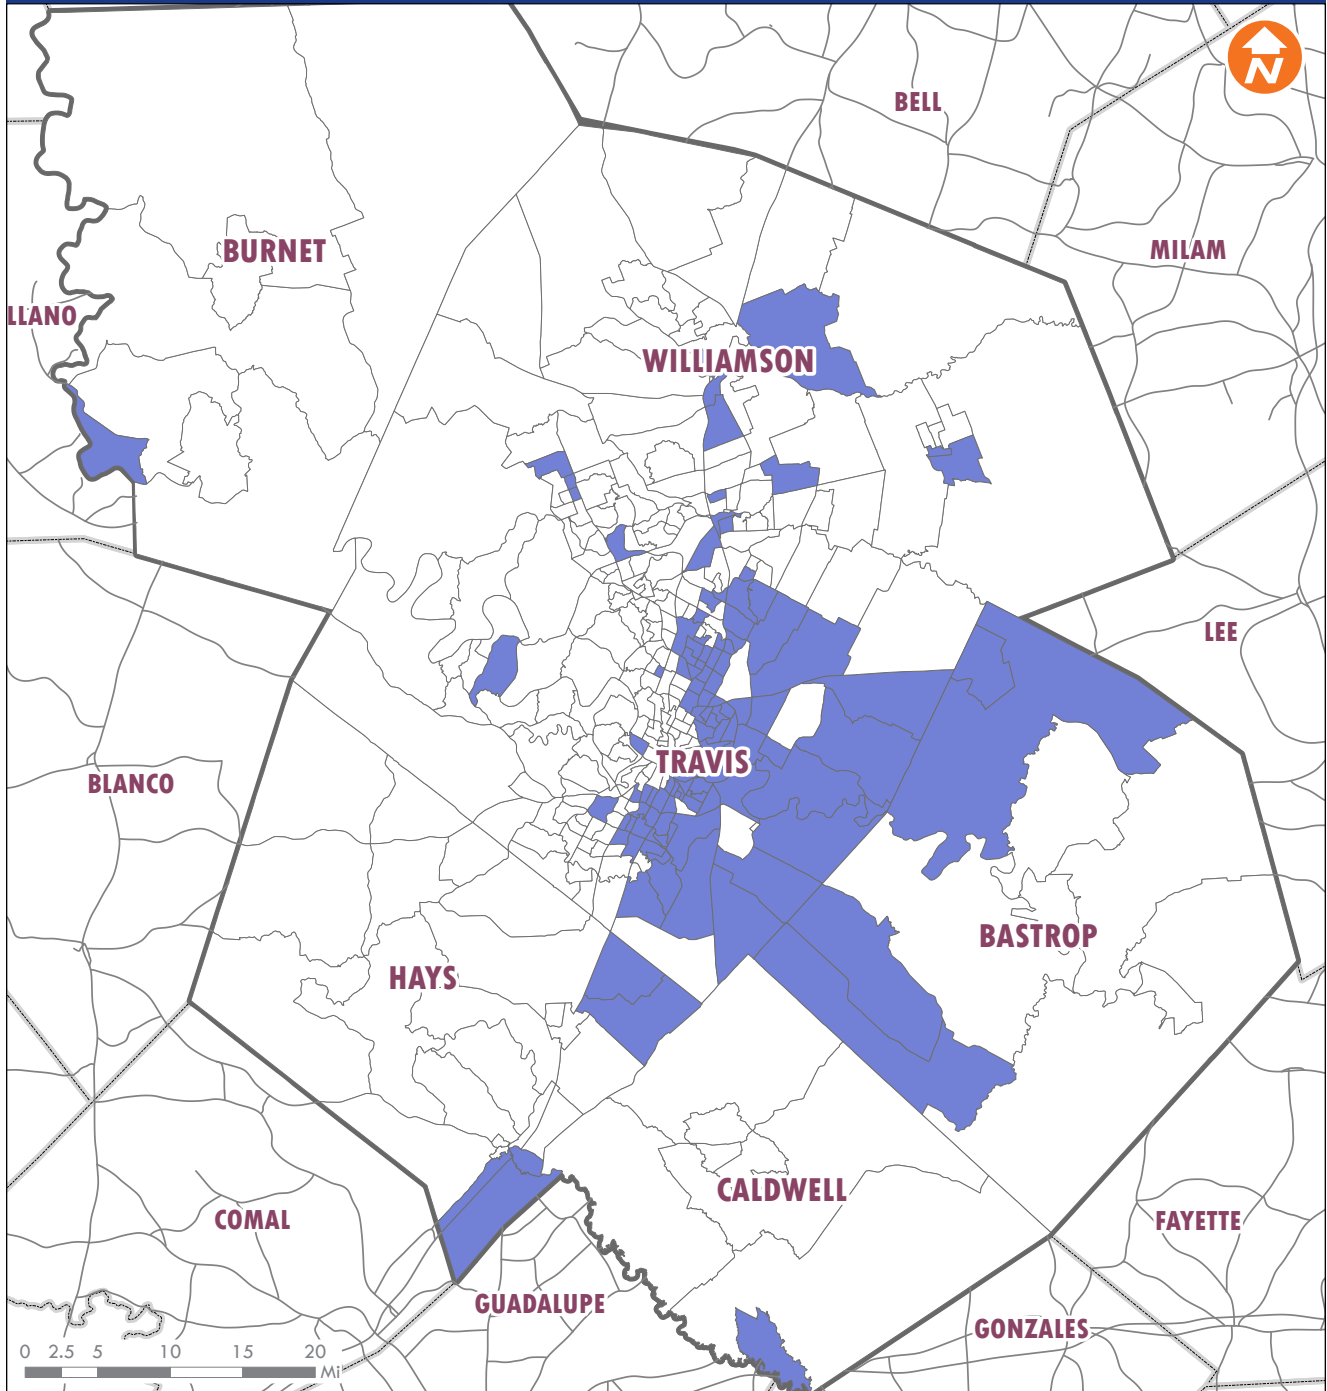 N
BELL
BURNET
MILAM
LLANO
WILLIAMSON
LEE
TRAVIS
BLANCO
BASTROP
HAYS
CALDWELL
COMAL
FAYETTE
GUADALUPE
GONZALES
0 2.5 5 10 15 20
Mi